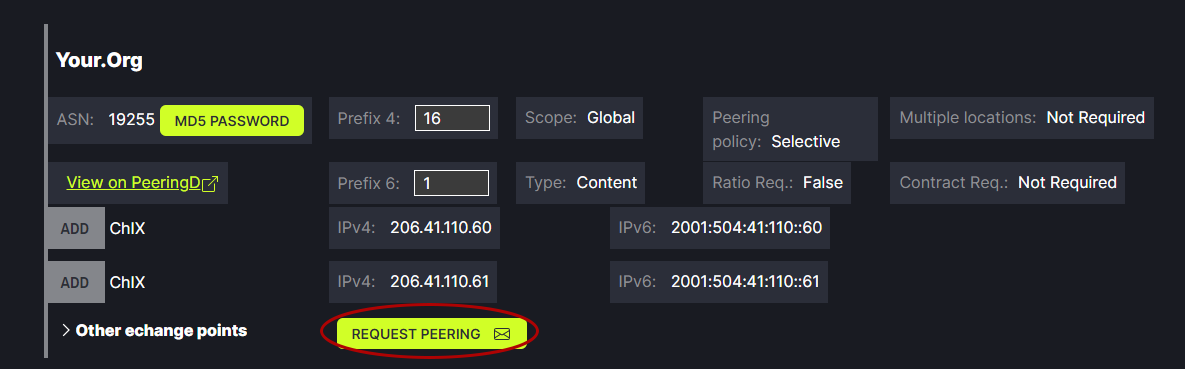 Your.Org
ASN: 19255 MD5 PASSWORD Prefix 4: 16 Scope: Global Peering policy: Selective Multiple locations: Not Required
View on PeeringD Prefix 6: 1 Type: Content Ratio Req.: False Contract Req.: Not Required
ADD ChIX IPv4: 206.41.110.60 IPv6: 2001:504:41:110::60
ADD ChIX IPv4: 206.41.110.61 IPv6: 2001:504:41:110::61
Other echange points REQUEST PEERING